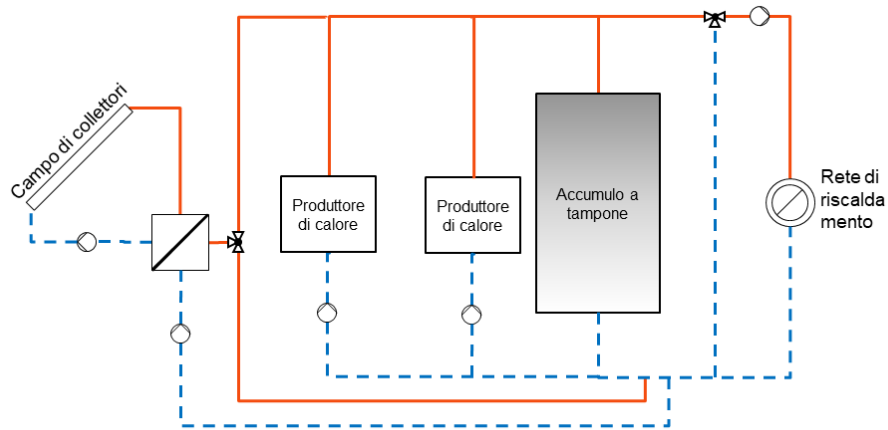 Campo di collettori
Produttore
di calore
Produttore
di calore
Accumulo a
tampone
Rete di
riscalda
mento